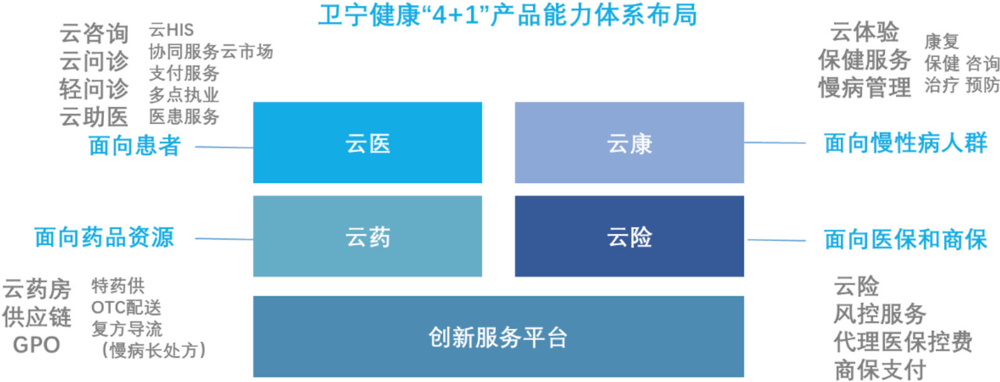 卫宁健康“4+1”产品能力体系布局
云咨询
云问诊
轻问诊
云助医
云HIS
协同服务云市场
支付服务
多点执业
医患服务
面向患者
云医
云康
云体验
保健服务
慢病管理
康复
保健 咨询
治疗 预防
面向慢性病人群
面向药品资源
云药
云险
面向医保和商保
云药房
供应链
GPO
特药供
OTC配送
复方导流
（慢病长处方）
创新服务平台
云险
风控服务
代理医保控费
商保支付